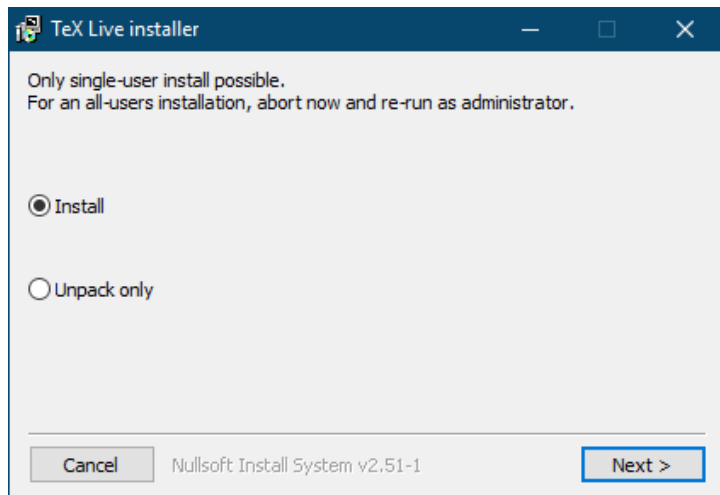 TeX Live installer
Only single-user install possible.
For an all-users installation, abort now and re-run as administrator.
Install
Unpack only
Cancel
Nullsoft Install System v2.51-1
Next >